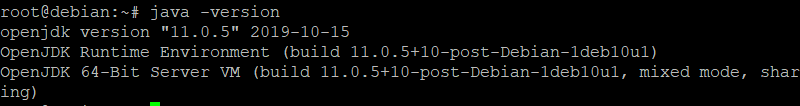 root@debian:~# java -version
openjdk version "11.0.5" 2019-10-15
OpenJDK Runtime Environment (build 11.0.5+10-post-Debian-1deb10u1)
OpenJDK 64-Bit Server VM (build 11.0.5+10-post-Debian-1deb10u1, mixed mode, shar
ing)